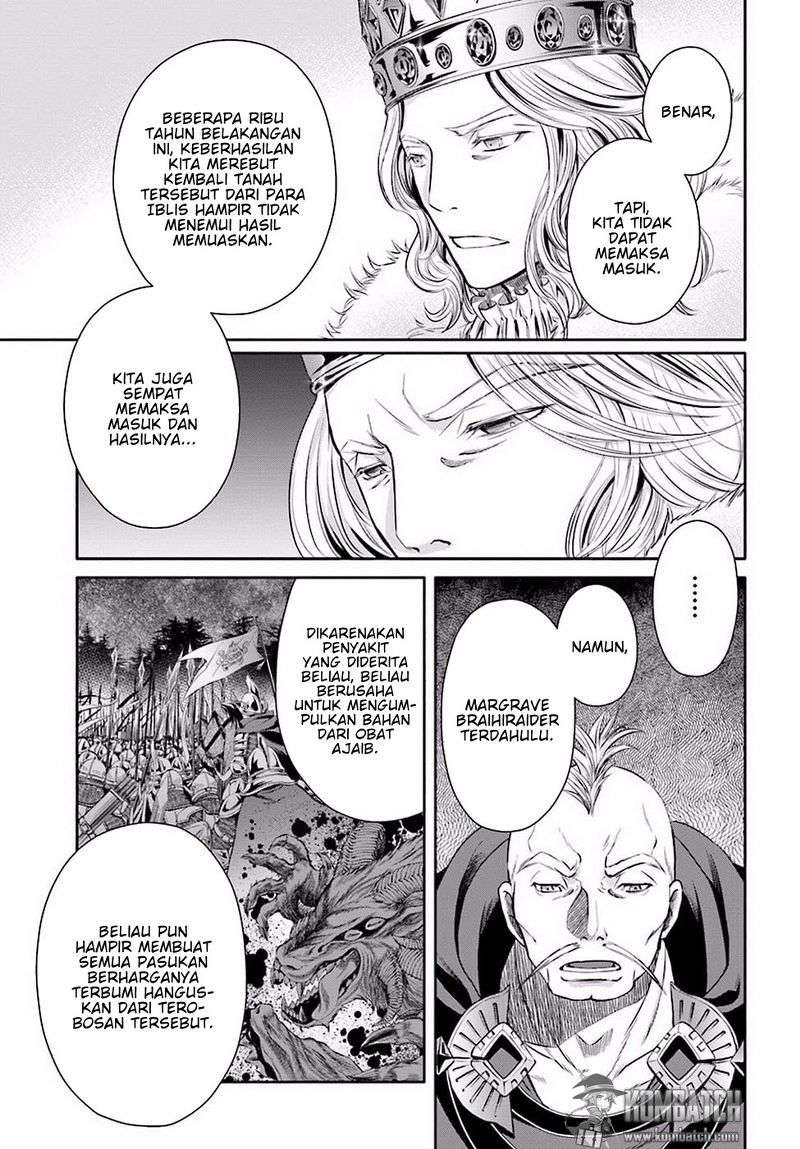 BENAR,
TAPI,
KITA TIDAK
DAPAT
MEMAKSA
MASUK.
BEBERAPA RIBU
TAHUN BELAKANGAN
INI, KEBERHASILAN
KITA MEREBUT
KEMBALI TANAH
TERSEBUT DARI PARA
IBLIS HAMPIR TIDAK
MENEMUI HASIL
MEMUASKAN.
KITA JUGA
SEMPAT
MEMAKSA
MASUK DAN
HASILNYA...
......
NAMUN,
MARGRAVE
BRAIHIRAIDER
TERDAHULU.
DIKARENAKAN
PENYAKIT
YANG DIDERITA
BELIAU, BELIAU
BERUSAHA
UNTUK MENGUM-
PULKAN BAHAN
DARI OBAT
AJAIB.
BELIAU PUN
HAMPIR MEMBUAT
SEMUA PASUKAN
BERHARGANYA
TERBUMI HANGUS-
KAN DARI TERO-
BOSAN TERSEBUT.
KOMBATCH
www.kombatch.com